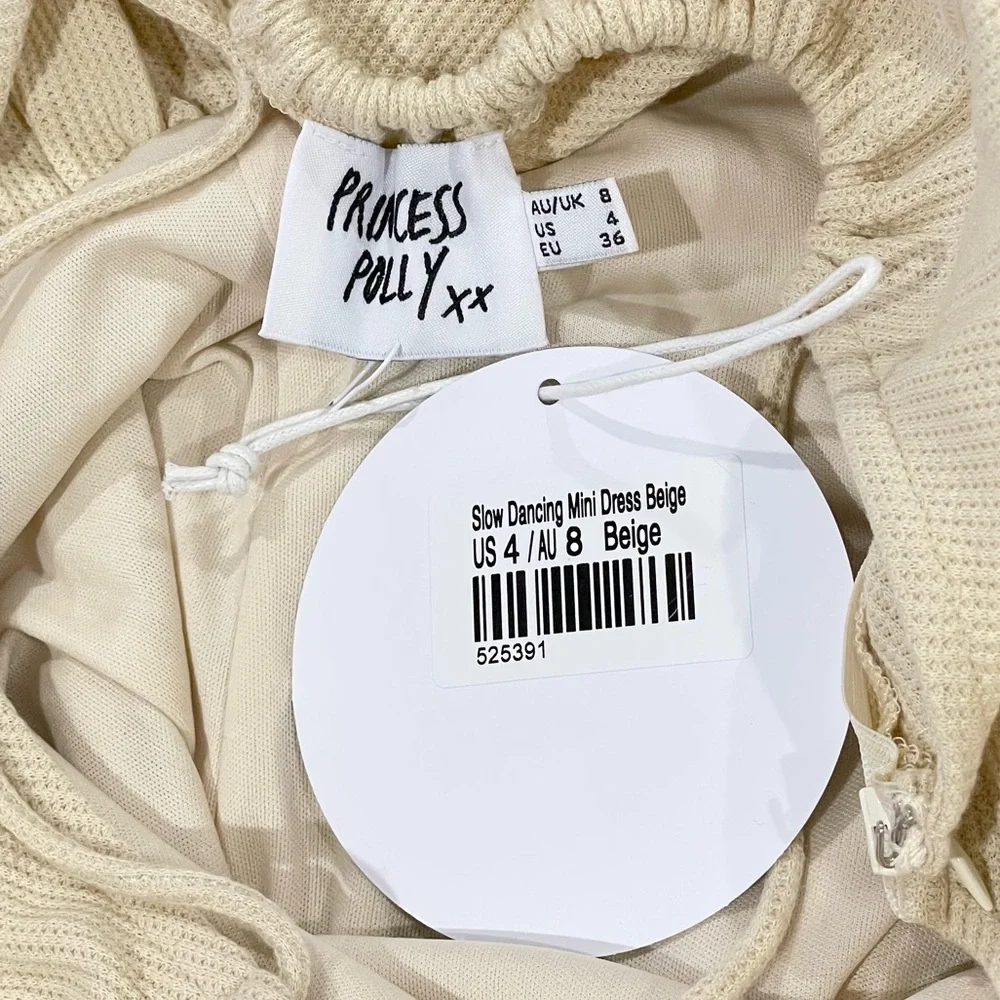 PRINCESS
POLLY xx
AU/UK 8
US 4
EU 36
Slow Dancing Mini Dress Beige
US 4 / AU 8 Beige
525391